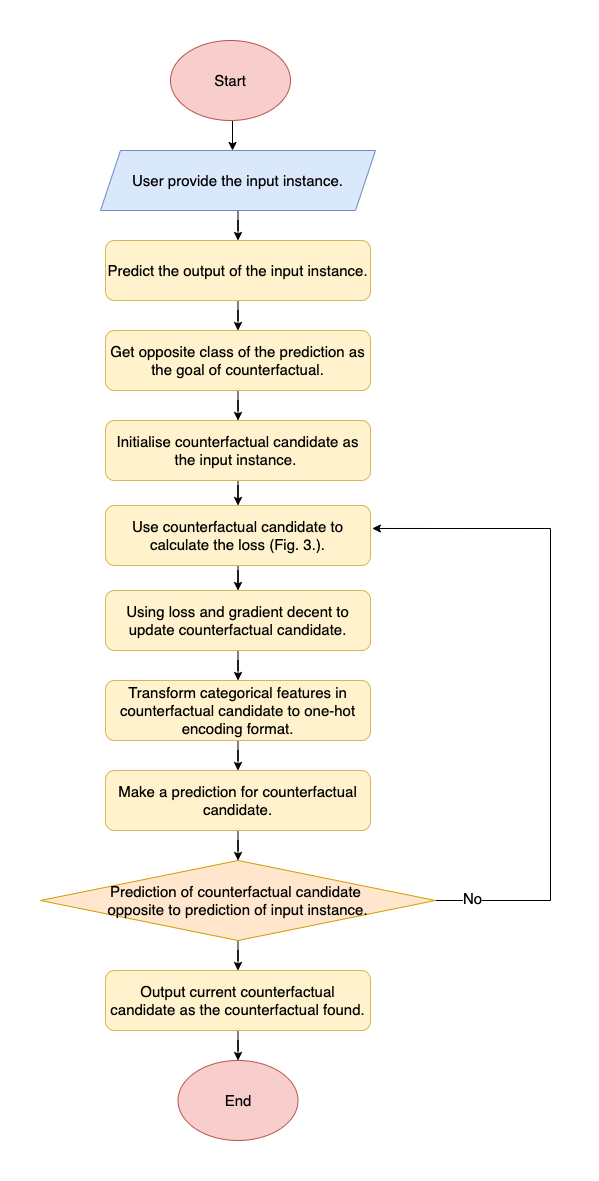 Start
User provide the input instance.
Predict the output of the input instance.
Get opposite class of the prediction as
the goal of counterfactual.
Initialise counterfactual candidate as
the input instance.
Use counterfactual candidate to
calculate the loss (Fig. 3.).
Using loss and gradient decent to
update counterfactual candidate.
Transform categorical features in
counterfactual candidate to one-hot
encoding format.
Make a prediction for counterfactual
candidate.
Prediction of counterfactual candidate
opposite to prediction of input instance.
No
Output current counterfactual
candidate as the counterfactual found.
End